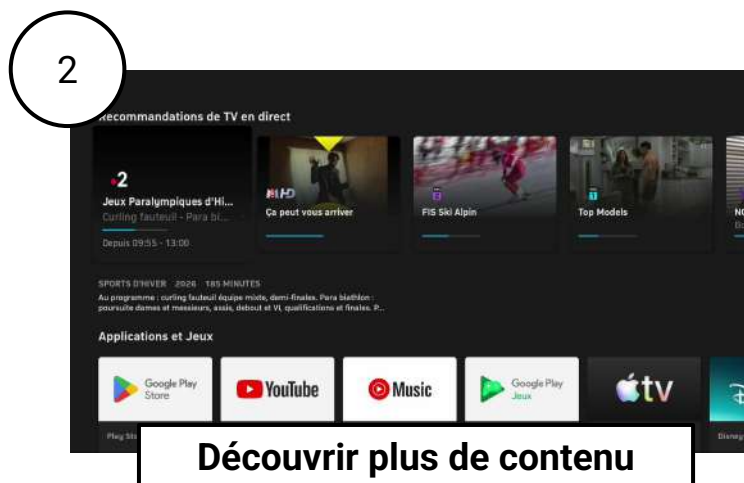 2
Recommandations de TV en direct
2
Jeux Paralympiques d'Hi...
Curling fauteuil - Para bi...
Depuis 09:55 - 13:00
HD
Ça peut vous arriver
FIS Ski Alpin
1
Top Models
SPORTS D'HIVER 2026 185 MINUTES
Au programme : curling fauteuil équipe mixte, demi-finales. Para biathlon :
poursuite dames et messieurs, assis, debout et VI, qualifications et finales. P...
Applications et Jeux
Google Play
Store
YouTube
Music
Google Play
Jeux
tv
Découvrir plus de contenu